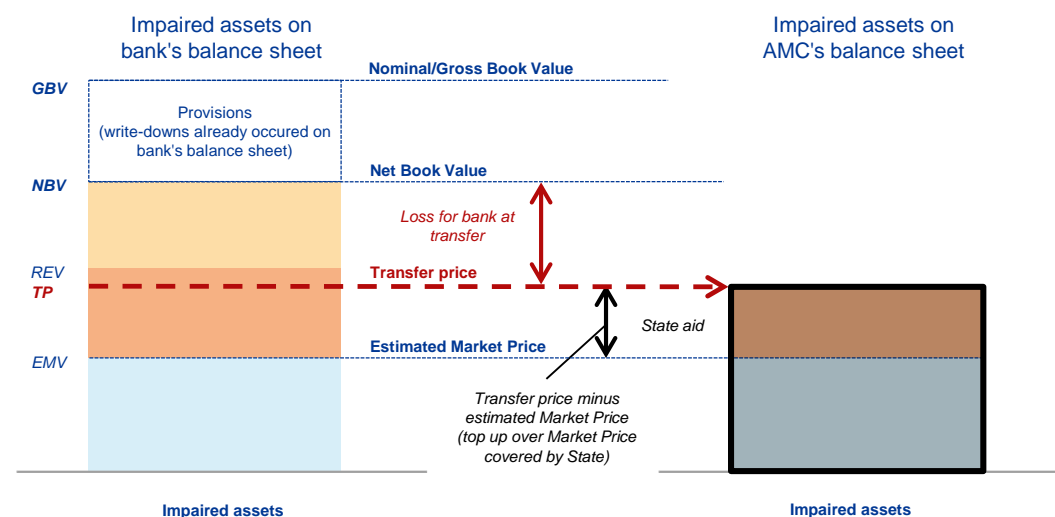 Impaired assets on
bank's balance sheet
Impaired assets on
AMC's balance sheet
Nominal/Gross Book Value
GBV
Provisions
(write-downs already occured on
bank's balance sheet)
Net Book Value
NBV
Loss for bank at
transfer
REV
Transfer price
TP
State aid
Estimated Market Price
EMV
Transfer price minus
estimated Market Price
(top up over Market Price
covered by State)
Impaired assets
Impaired assets